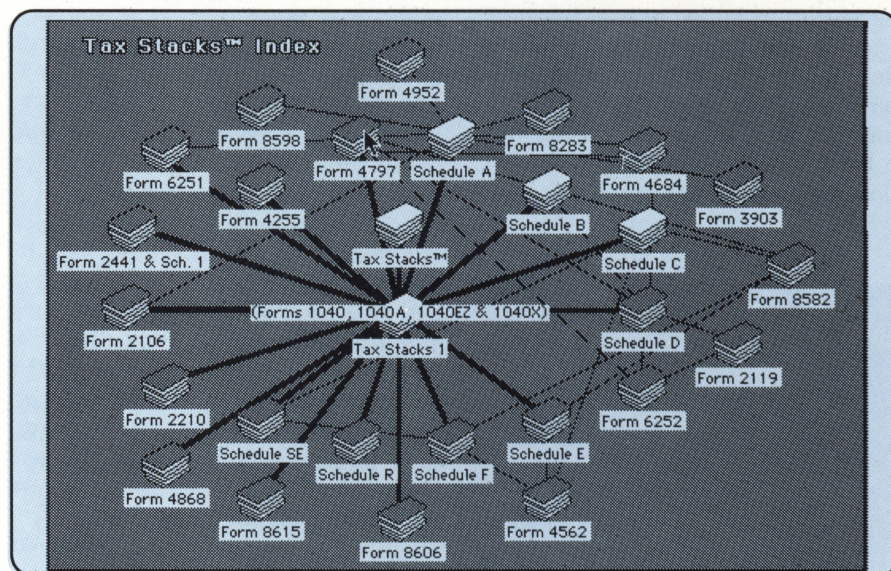 Tax Stacks™ Index
Form 4952
Form 8598
Form 8283
Form 4797
Schedule A
Form 6251
Form 4684
Form 3903
Form 4255
Schedule B
Form 2441 & Sch. 1
Tax Stacks™
Schedule C
Form 8582
(Forms 1040, 1040A, 1040EZ & 1040X)
Form 2106
Tax Stacks 1
Schedule D
Form 2119
Form 2210
Form 6252
Schedule SE
Schedule R
Schedule F
Schedule E
Form 4868
Form 8615
Form 8606
Form 4562